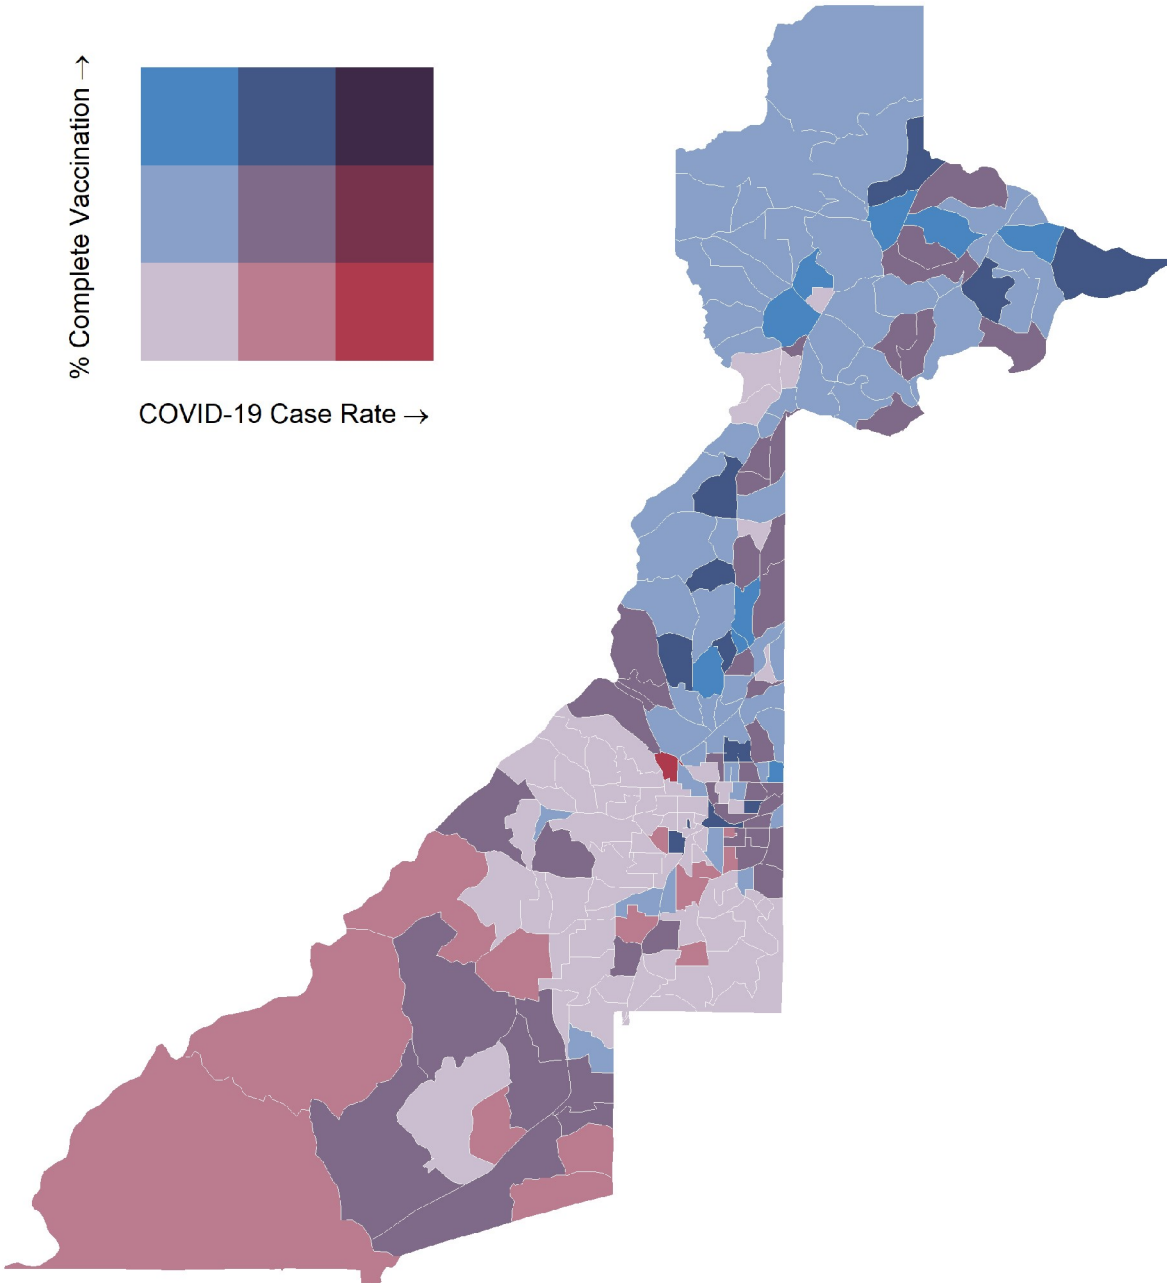 % Complete Vaccination →
COVID-19 Case Rate →